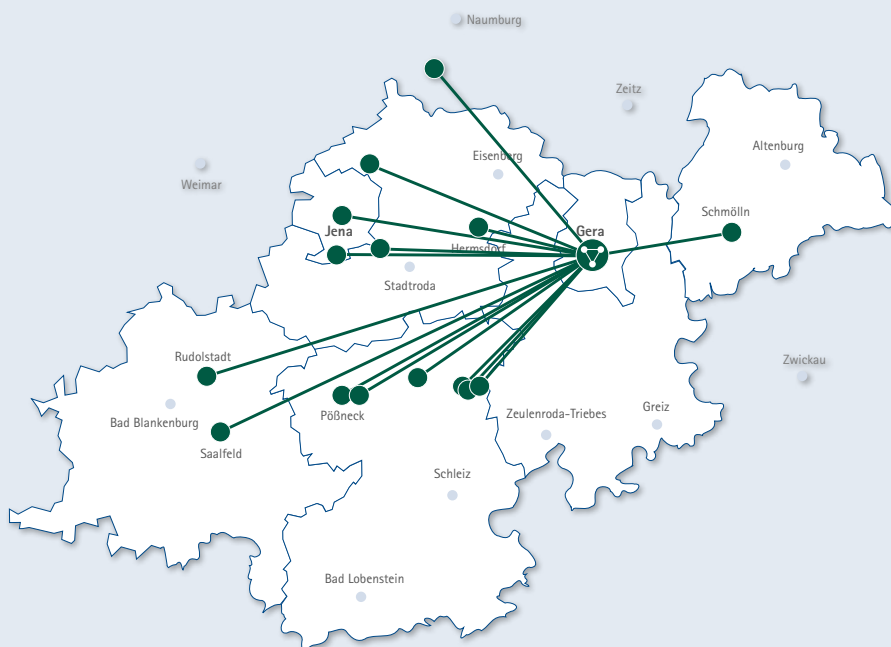 Naumburg
Zeitz
Altenburg
Eisenberg
Weimar
Schmölln
Jena
Gera
Hermsdorf
Stadtroda
Rudolstadt
Zwickau
Greiz
Pößneck
Zeulenroda-Triebes
Bad Blankenburg
Saalfeld
Schleiz
Bad Lobenstein